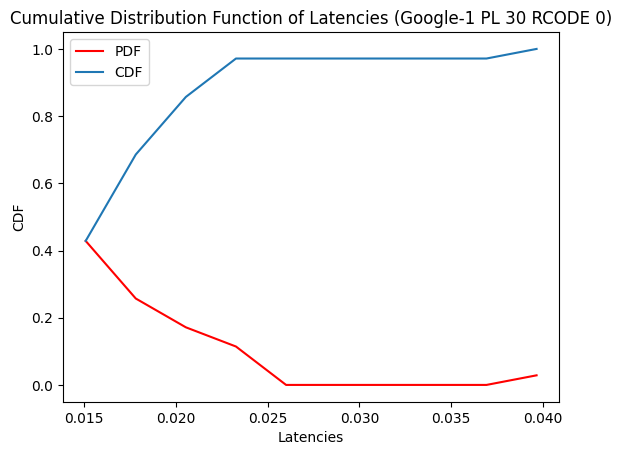 Cumulative Distribution Function of Latencies (Google-1 PL 30 RCODE 0)
PDF
CDF
1.0
0.8
0.6
0.4
0.2
0.0
CDF
0.015 0.020 0.025 0.030 0.035 0.040
Latencies